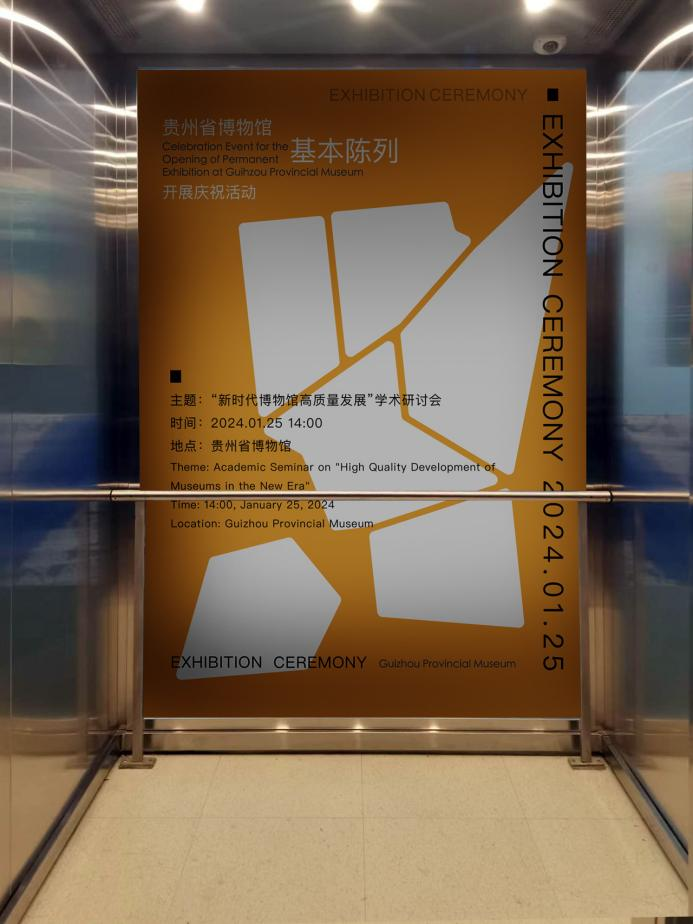 EXHIBITION CEREMONY
贵州省博物馆
Celebration Event for the
Opening of Permanent
基本陈列
Exhibition at Guihzou Provincial Museum
开展庆祝活动
主题：“新时代博物馆高质量发展”学术研讨会
时间：2024.01.25 14:00
地点：贵州省博物馆
Theme: Academic Seminar on "High Quality Development of
Museums in the New Era"
Time: 14:00, January 25, 2024
Location: Guizhou Provincial Museum
EXHIBITION CEREMONY Guizhou Provincial Museum
EXHIBITION CEREMONY 2024.01.25